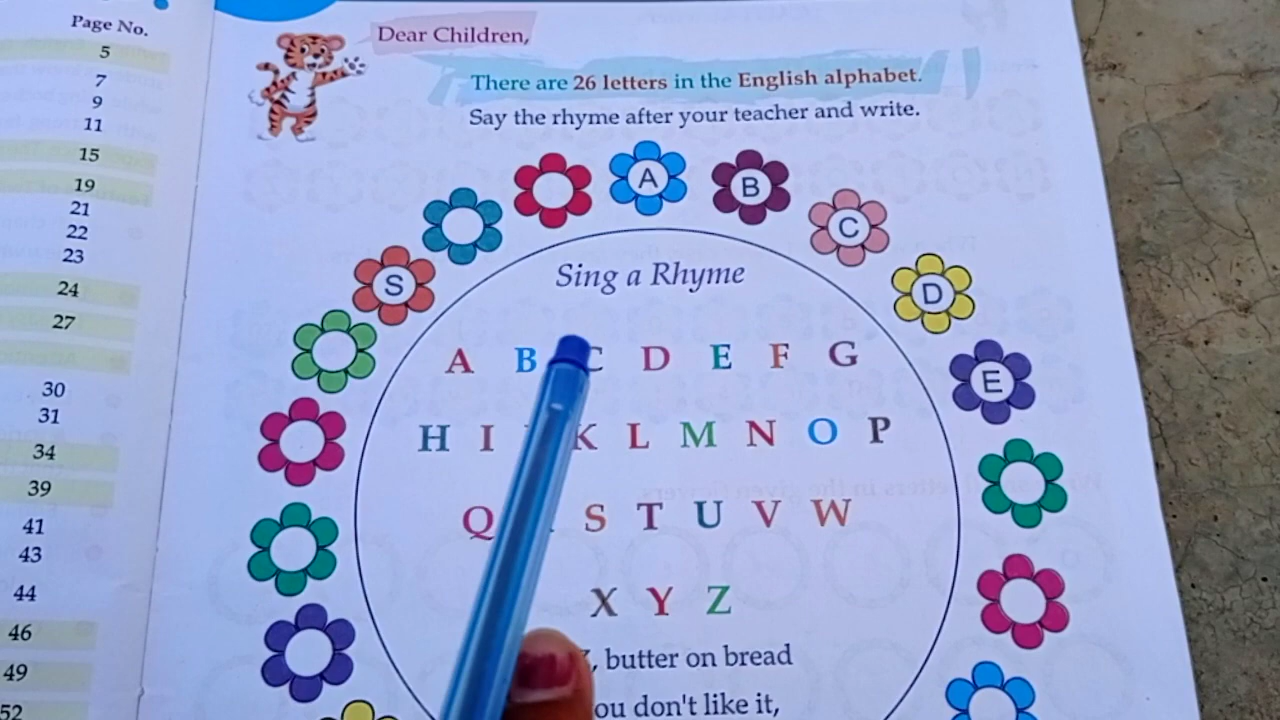 Page No.
5
7
9
11
15
19
21
22
23
24
27
30
31
34
39
41
43
44
46
49
52
Dear Children,
There are 26 letters in the English alphabet.
Say the rhyme after your teacher and write.
A B C D E
S
Sing a Rhyme
A B C D E F G
H I K L M N O P
Q S T U V W
X Y Z
butter on bread
don't like it,